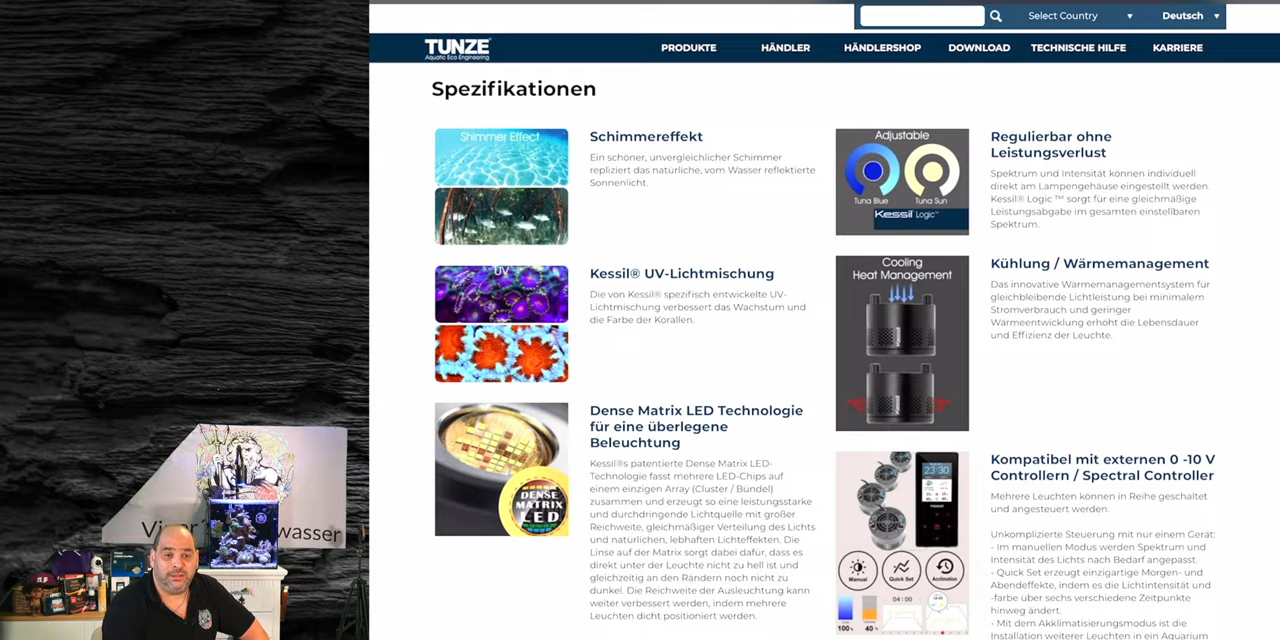 Select Country
Deutsch
TUNZE®
Aquatic Eco Engineering
PRODUKTE
HÄNDLER
HÄNDLERSHOP
DOWNLOAD
TECHNISCHE HILFE
KARRIERE
Spezifikationen
Shimmer Effect
Schimmereffekt
Ein schöner, unvergleichlicher Schimmer
repliziert das natürliche, vom Wasser reflektierte
Sonnenlicht.
UV
Kessil® UV-Lichtmischung
Die von Kessil® spezifisch entwickelte UV-
Lichtmischung verbessert das Wachstum und
die Farbe der Korallen.
DENSE
MATRIX
LED
Dense Matrix LED Technologie
für eine überlegene
Beleuchtung
Kessil®s patentierte Dense Matrix LED-
Technologie fasst mehrere LED-Chips auf
einem einzigen Array (Cluster / Bündel)
zusammen und erzeugt so eine leistungsstarke
und durchdringende Lichtquelle mit großer
Reichweite, gleichmäßiger Verteilung des Lichts
und natürlichen, lebhaften Lichteffekten. Die
Linse auf der Matrix sorgt dabei dafür, dass es
direkt unter der Leuchte nicht zu hell ist und
gleichzeitig an den Rändern noch nicht zu
dunkel. Die Reichweite der Ausleuchtung kann
weiter verbessert werden, indem mehrere
Leuchten dicht positioniert werden.
Adjustable
Tuna Blue
Tuna Sun
Kessil Logic™
Regulierbar ohne
Leistungsverlust
Spektrum und Intensität können individuell
direkt am Lampengehäuse eingestellt werden.
Kessil® Logic ™ sorgt für eine gleichmäßige
Leistungsabgabe im gesamten einstellbaren
Spektrum.
Cooling
Heat Management
Kühlung / Wärmemanagement
Das innovative Wärmemanagementsystem für
gleichbleibende Lichtleistung bei minimalem
Stromverbrauch und geringer
Wärmeentwicklung erhöht die Lebensdauer
und Effizienz der Leuchte.
23:30
Manual
Quick Set
Acclimation
04 : 00
100 %
40 %
Kompatibel mit externen 0 -10 V
Controllern / Spectral Controller
Mehrere Leuchten können in Reihe geschaltet
und angesteuert werden.
Unkomplizierte Steuerung mit nur einem Gerät:
- Im manuellen Modus werden Spektrum und
Intensität des Lichts nach Bedarf angepasst.
- Quick Set erzeugt einzigartige Morgen- und
Abendeffekte, indem es die Lichtintensität und
-farbe über sechs verschiedene Zeitpunkte
hinweg ändert.
- Mit dem Akklimatisierungsmodus ist die
Installation weiterer Leuchten in ein Aquarium
wasser